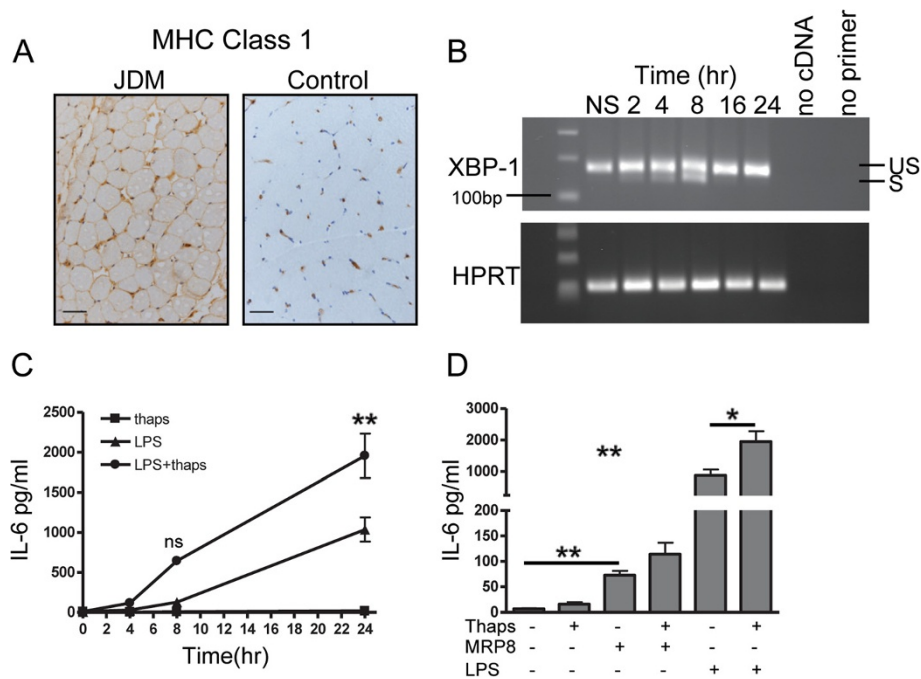 MHC Class 1
A
JDM
Control
B
Time (hr)
NS 2 4 8 16 24
no cDNA
no primer
XBP-1
US
S
100bp
HPRT
C
thaps
LPS
LPS+thaps
IL-6 pg/ml
2500
2000
1500
1000
500
0
ns
**
0 2 4 6 8 10 12 14 16 18 20 22 24
Time(hr)
D
IL-6 pg/ml
3000
2000
1000
200
150
100
50
0
**
**
*
Thaps - + - + - +
MRP8 - - + + - -
LPS - - - - + +